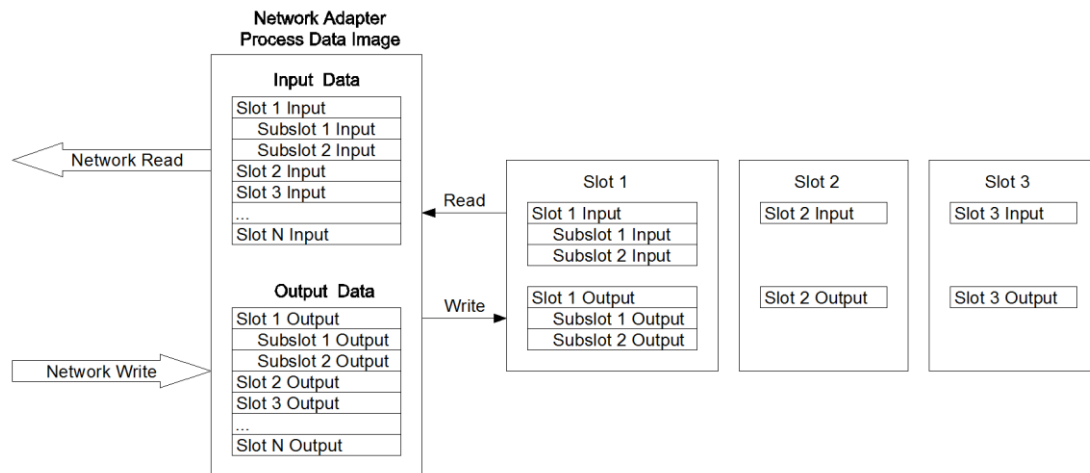 Network Adapter
Process Data Image
Input Data
Slot 1 Input
Subslot 1 Input
Subslot 2 Input
Slot 2 Input
Slot 3 Input
...
Slot N Input
Network Read
Output Data
Slot 1 Output
Subslot 1 Output
Subslot 2 Output
Slot 2 Output
Slot 3 Output
...
Slot N Output
Network Write
Read
Write
Slot 1
Slot 1 Input
Subslot 1 Input
Subslot 2 Input
Slot 1 Output
Subslot 1 Output
Subslot 2 Output
Slot 2
Slot 2 Input
Slot 2 Output
Slot 3
Slot 3 Input
Slot 3 Output